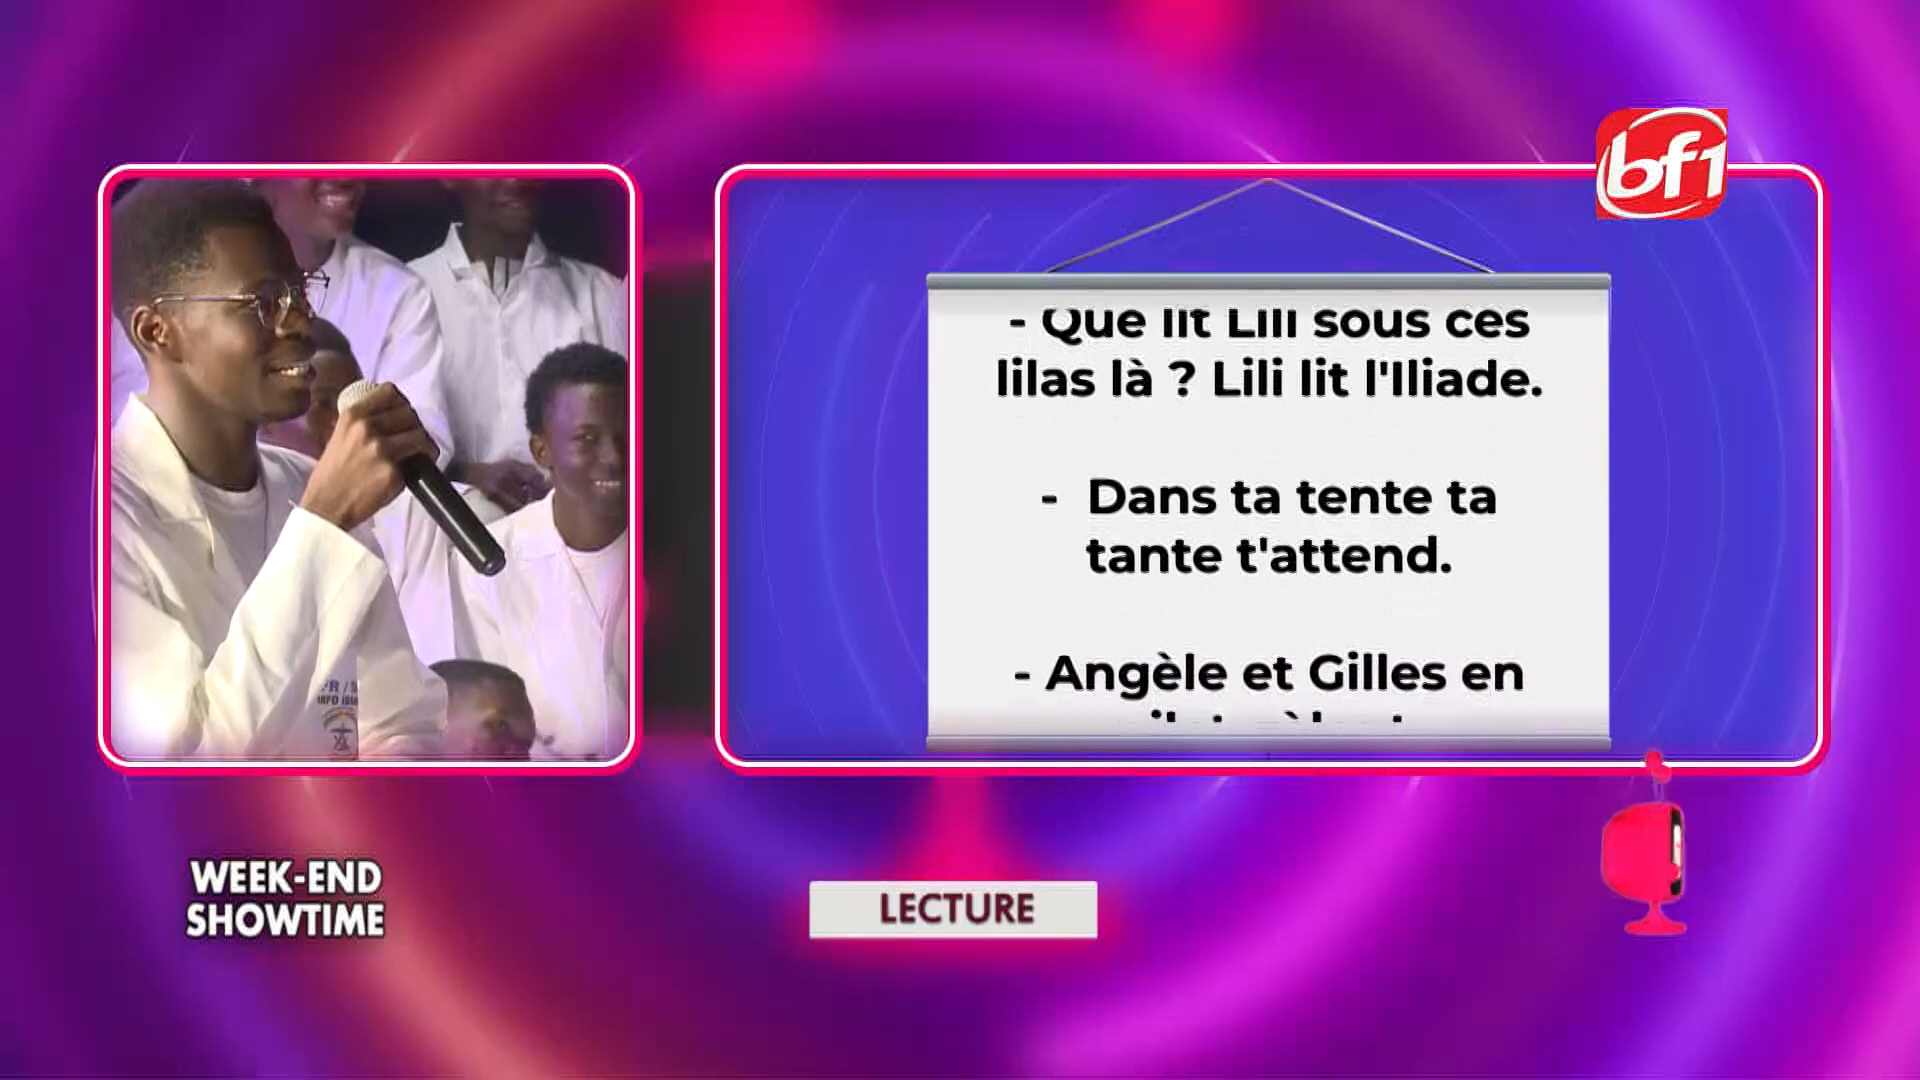 bf1
- Que lit Lili sous ces
lilas là ? Lili lit l'Iliade.
- Dans ta tente ta
tante t'attend.
- Angèle et Gilles en
WEEK-END
SHOWTIME
LECTURE